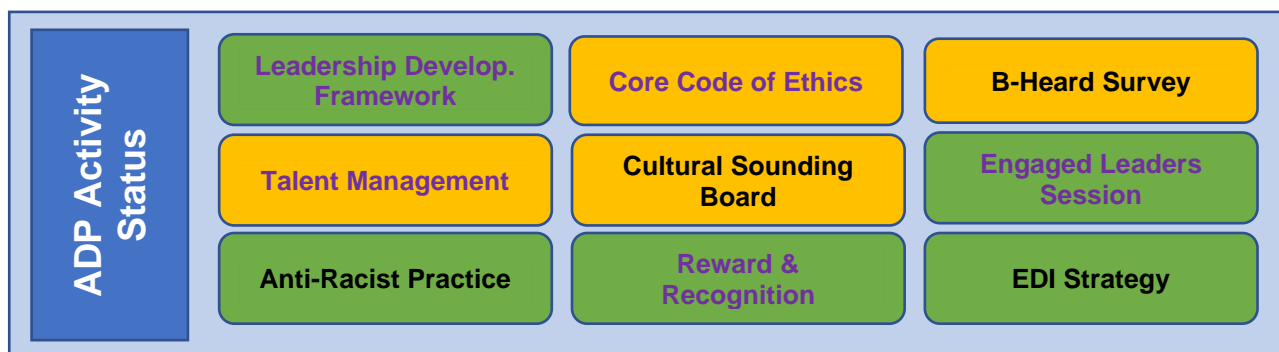 ADP Activity
Status
Leadership Develop.
Framework
Core Code of Ethics
B-Heard Survey
Talent Management
Cultural Sounding
Board
Engaged Leaders
Session
Anti-Racist Practice
Reward &
Recognition
EDI Strategy